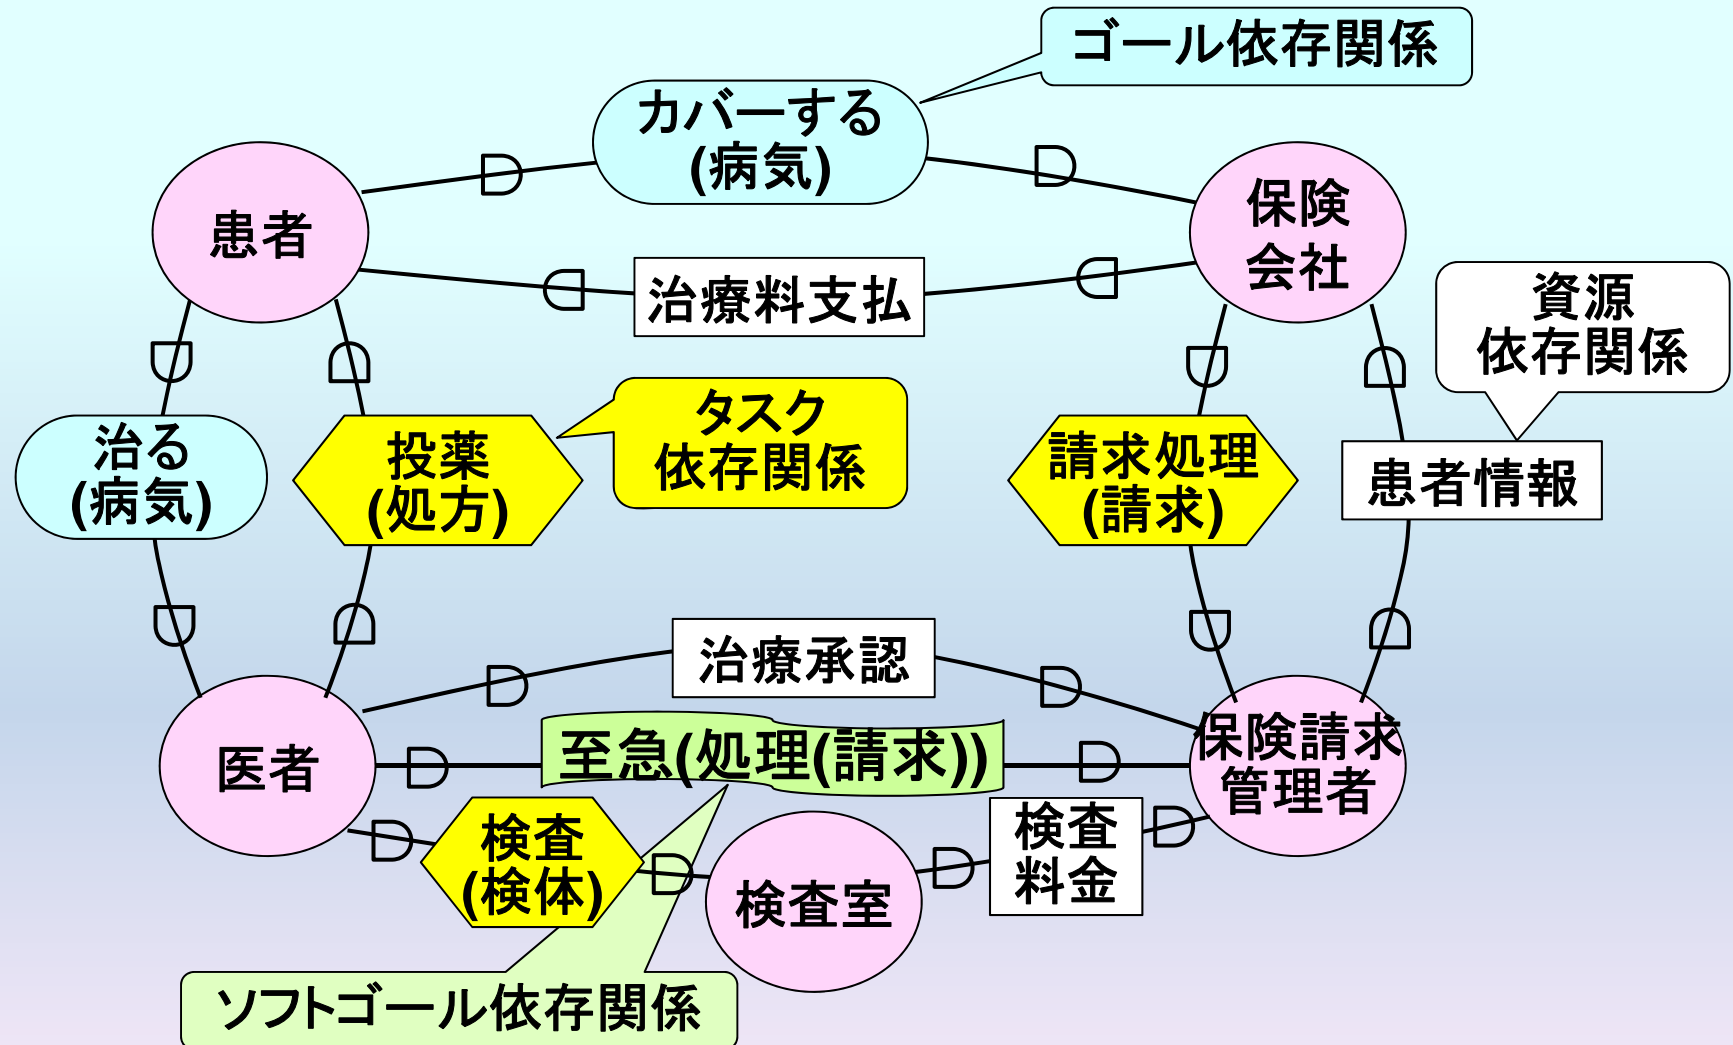 ゴール依存関係
カバーする
(病気)
患者
保険
会社
治療料支払
資源
依存関係
タスク
依存関係
治る
(病気)
投薬
(処方)
請求処理
(請求)
患者情報
治療承認
至急(処理(請求))
医者
保険請求
管理者
検査
(検体)
検査室
検査
料金
ソフトゴール依存関係